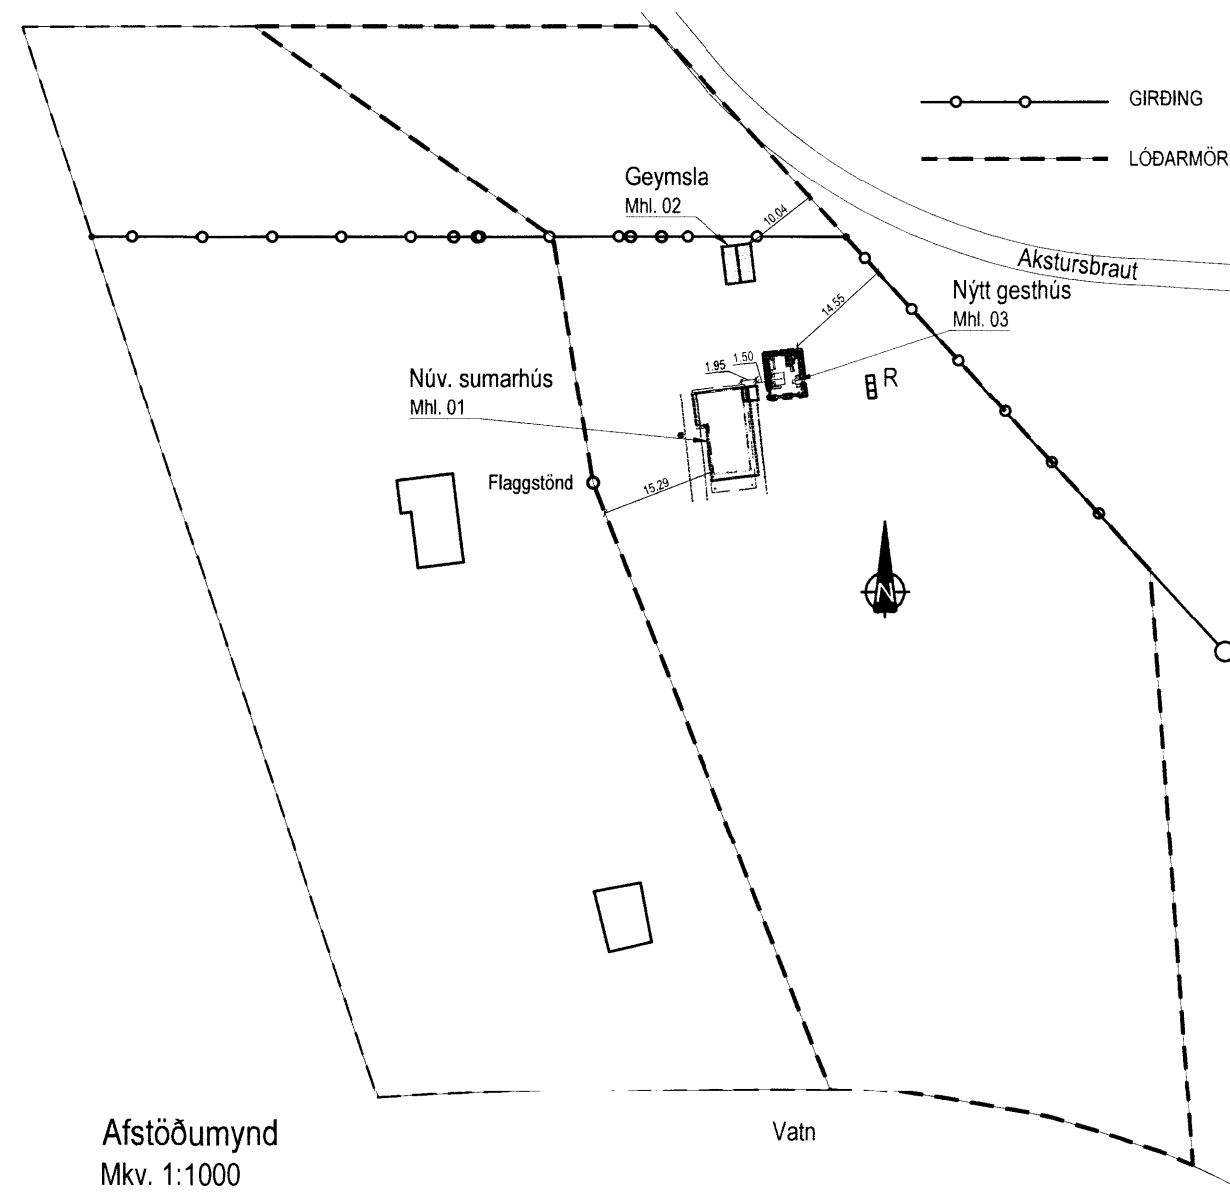 GIRÐING
LÓÐARMÖR
Geymsla
Mhl. 02
10.04
Akstursbraut
Nýtt gesthús
Mhl. 03
14.55
1.50
1.95
R
Núv. sumarhús
Mhl. 01
Flaggstönd
15.29
N
Afstöðumynd
Mkv. 1:1000
Vatn